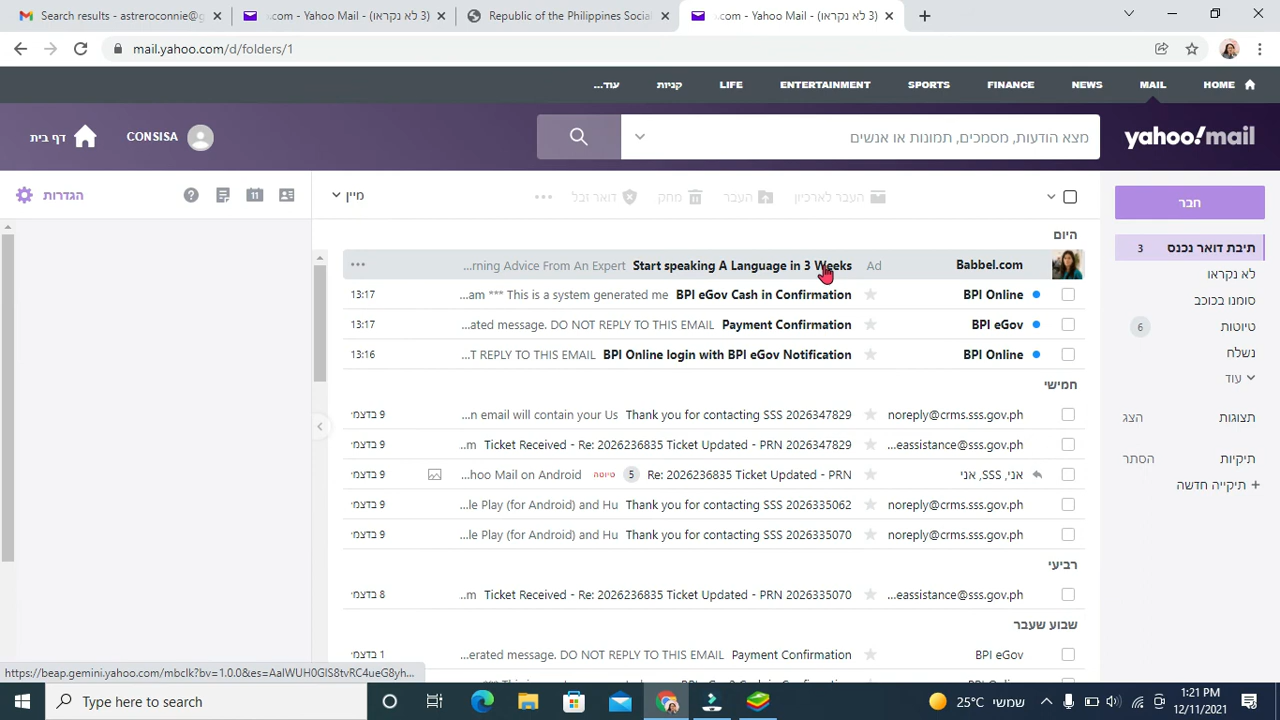 Search results - astreroconnie@g
s.com - Yahoo Mail - (3 לא נקראו)
Republic of the Philippines Social
s.com - Yahoo Mail - (3 לא נקראו)
mail.yahoo.com/d/folders/1
עוד...
קניות
LIFE
ENTERTAINMENT
SPORTS
FINANCE
NEWS
MAIL
HOME
yahoo!mail
מצא הודעות, מסמכים, תמונות או אנשים
CONSISA
דף בית
חבר
העבר לארכיון
העבר
מחק
דואר זבל
מיין
11
הגדרות
תיבת דואר נכנס 3
לא נקראו
סומנו בכוכב
טיוטות 6
נשלח
עוד
תצוגות הצג
תיקיות הסתר
+ תיקייה חדשה
היום
Babbel.com Ad Start speaking A Language in 3 Weeks ...rning Advice From An Expert
BPI Online BPI eGov Cash in Confirmation ...am *** This is a system generated me 13:17
BPI eGov Payment Confirmation ...ated message. DO NOT REPLY TO THIS EMAIL 13:17
BPI Online BPI Online login with BPI eGov Notification ...T REPLY TO THIS EMAIL 13:16
חמישי
noreply@crms.sss.gov.ph Thank you for contacting SSS 2026347829 ...n email will contain your Us 9 בדצמ׳
...eassistance@sss.gov.ph Ticket Received - Re: 2026236835 Ticket Updated - PRN 2026347829 ...m 9 בדצמ׳
אני, SSS, אני Re: 2026236835 Ticket Updated - PRN 5 טיוטה ...hoo Mail on Android 9 בדצמ׳
noreply@crms.sss.gov.ph Thank you for contacting SSS 2026335062 ...le Play (for Android) and Hu 9 בדצמ׳
noreply@crms.sss.gov.ph Thank you for contacting SSS 2026335070 ...le Play (for Android) and Hu 9 בדצמ׳
רביעי
...eassistance@sss.gov.ph Ticket Received - Re: 2026236835 Ticket Updated - PRN 2026335070 ...m 8 בדצמ׳
שבוע שעבר
BPI eGov Payment Confirmation ...erated message. DO NOT REPLY TO THIS EMAIL 1 בדצמ׳
https://beap.gemini.yahoo.com/mbclk?bv=1.0.0&es=AaIWUH0GIS8tvRC4ueG8yh...
Type here to search
25°C שמשי
1:21 PM
12/11/2021